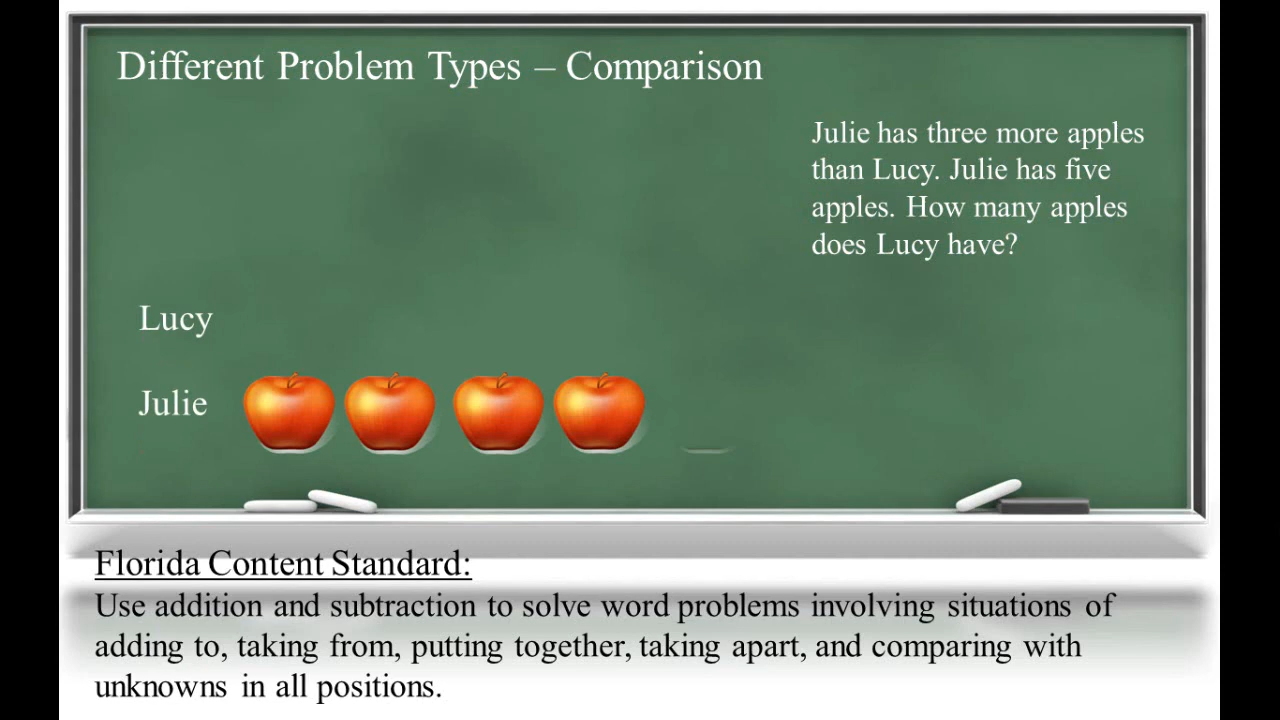 Different Problem Types – Comparison
Julie has three more apples
than Lucy. Julie has five
apples. How many apples
does Lucy have?
Lucy
Julie
Florida Content Standard:
Use addition and subtraction to solve word problems involving situations of
adding to, taking from, putting together, taking apart, and comparing with
unknowns in all positions.